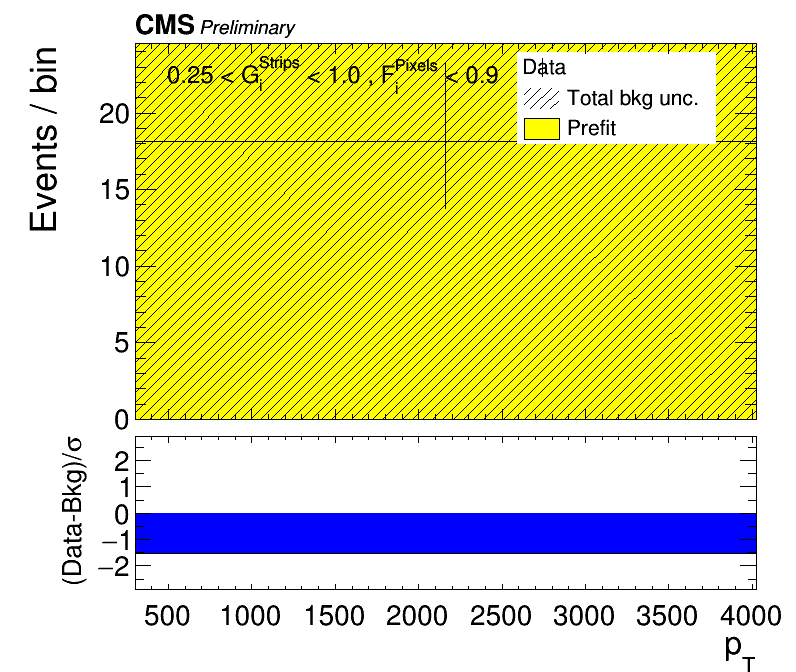 CMS Preliminary
Events / bin
0.25 < G_i^Strips < 1.0 , F_i^Pixels < 0.9
Data
Total bkg unc.
Prefit
20
15
10
5
0
(Data-Bkg)/σ
2
1
0
−1
−2
500 1000 1500 2000 2500 3000 3500 4000
p_T